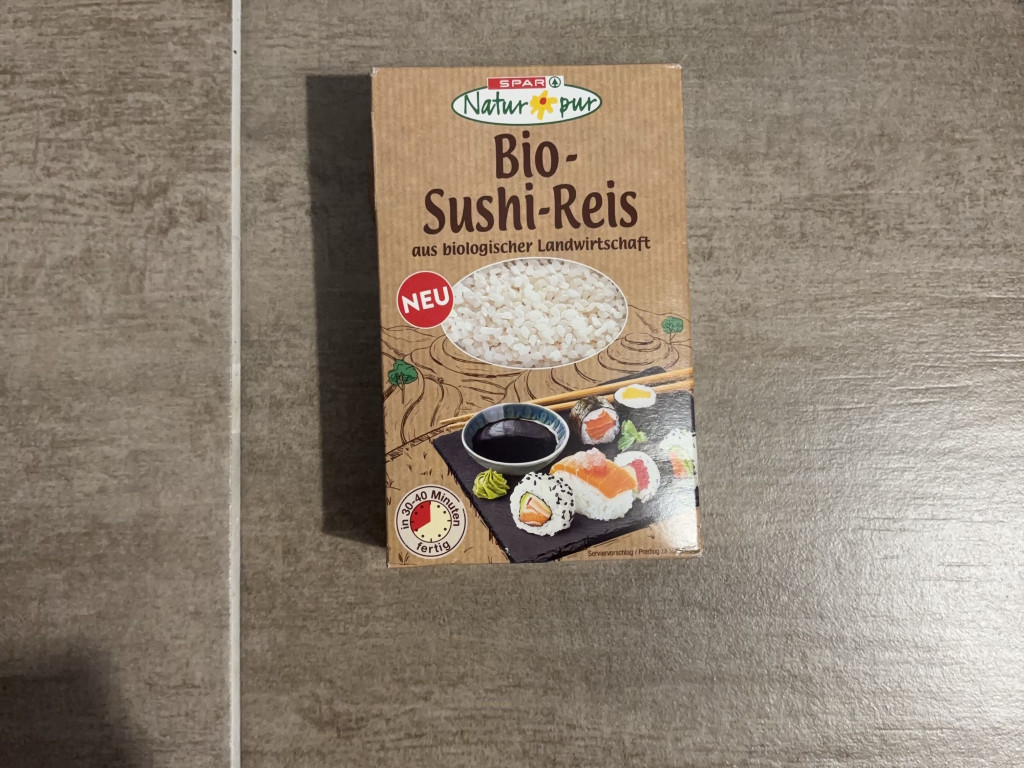 SPAR
Natur pur
Bio-
Sushi-Reis
aus biologischer Landwirtschaft
NEU
in 30-40 Minuten
fertig
Serviervorschlag /